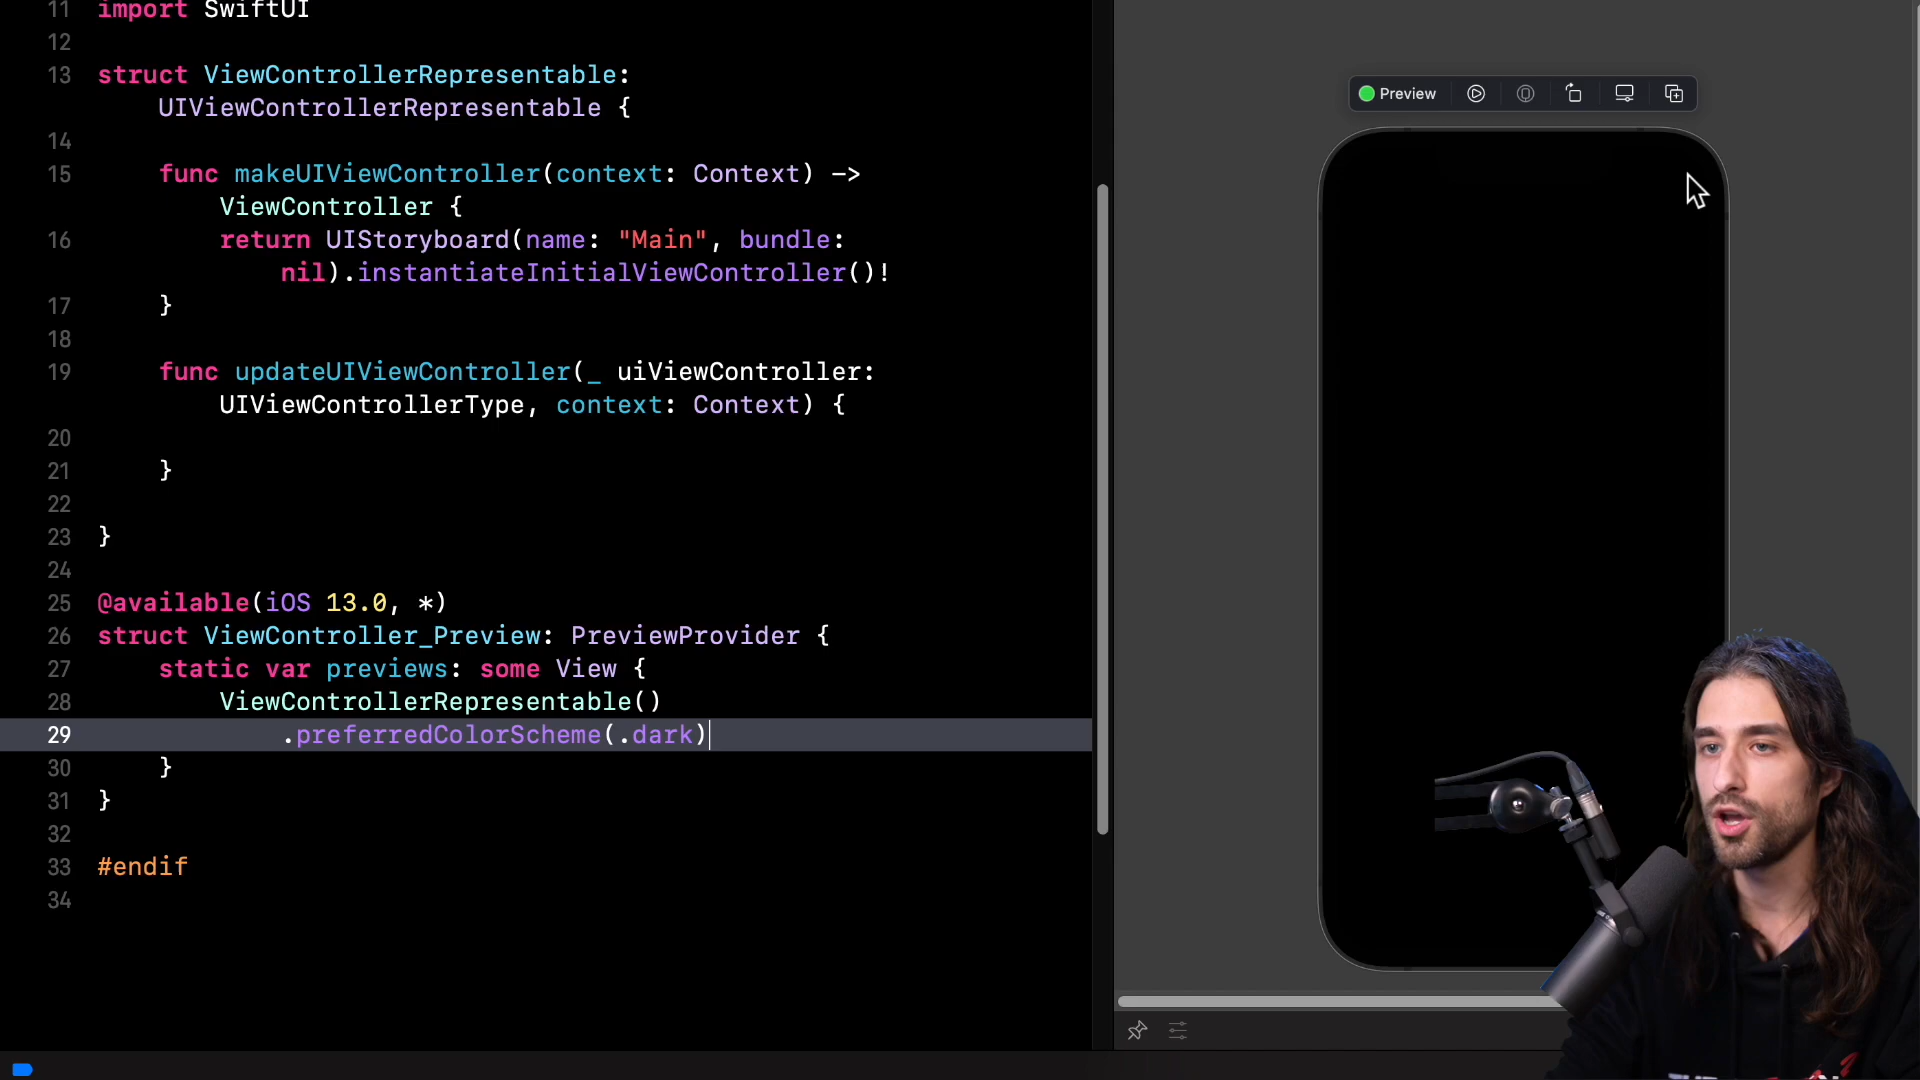 11 import SwiftUI
12
13 struct ViewControllerRepresentable:
UIViewControllerRepresentable {
14
15 func makeUIViewController(context: Context) ->
ViewController {
16 return UIStoryboard(name: "Main", bundle:
nil).instantiateInitialViewController()!
17 }
18
19 func updateUIViewController(_ uiViewController:
UIViewControllerType, context: Context) {
20
21 }
22
23 }
24
25 @available(iOS 13.0, *)
26 struct ViewController_Preview: PreviewProvider {
27 static var previews: some View {
28 ViewControllerRepresentable()
29 .preferredColorScheme(.dark)
30 }
31 }
32
33 #endif
34
Preview